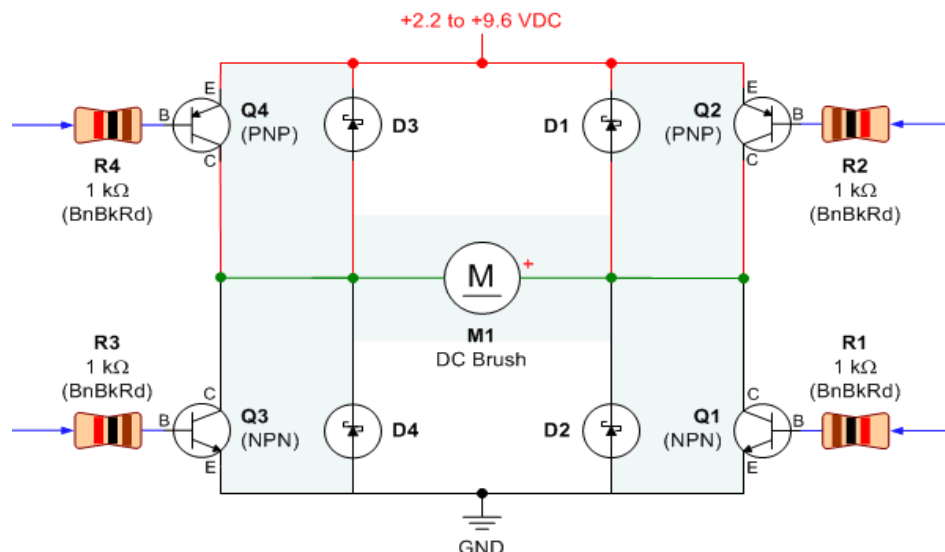 +2.2 to +9.6 VDC
E
B
C
Q4
(PNP)
D3
D1
Q2
(PNP)
E
B
C
R4
1 kΩ
(BnBkRd)
R2
1 kΩ
(BnBkRd)
M
+
M1
DC Brush
R3
1 kΩ
(BnBkRd)
R1
1 kΩ
(BnBkRd)
C
B
E
Q3
(NPN)
D4
D2
Q1
(NPN)
C
B
E
GND